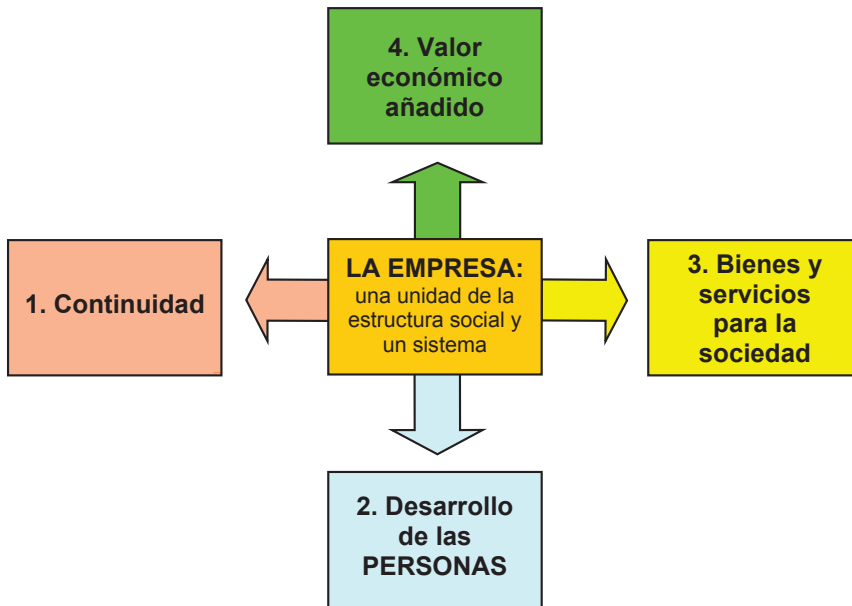 4. Valor
económico
añadido
1. Continuidad
LA EMPRESA:
una unidad de la
estructura social y
un sistema
3. Bienes y
servicios
para la
sociedad
2. Desarrollo
de las
PERSONAS